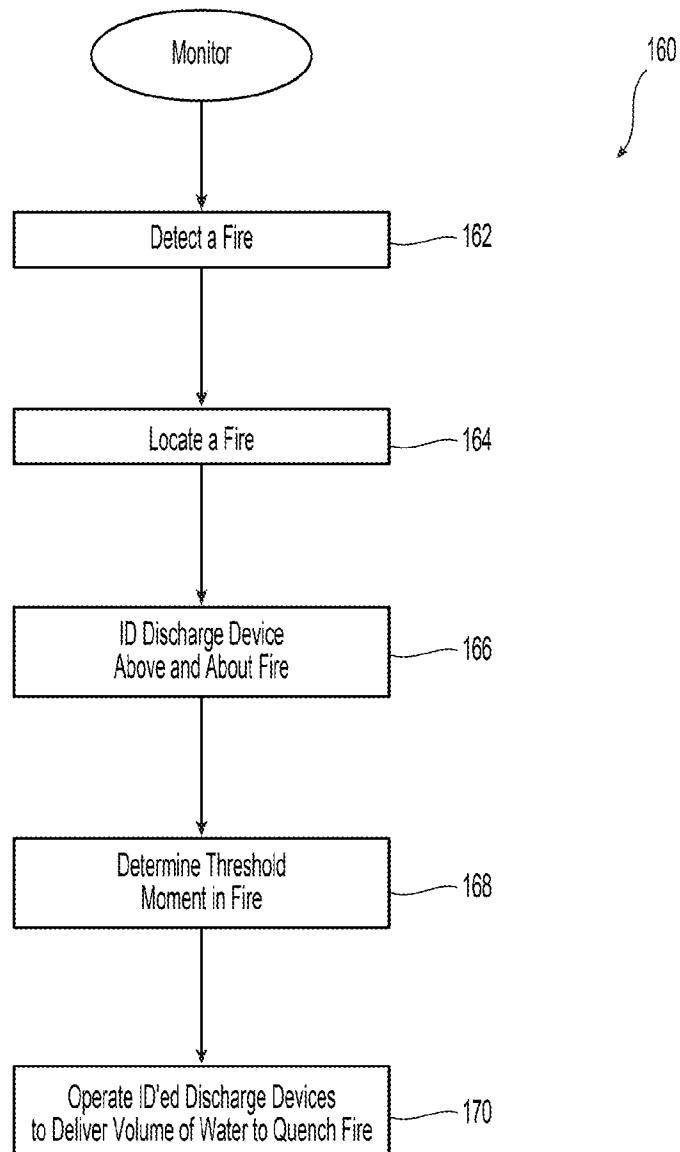 Monitor
160
Detect a Fire
162
Locate a Fire
164
ID Discharge Device
Above and About Fire
166
Determine Threshold
Moment in Fire
168
Operate ID'ed Discharge Devices
to Deliver Volume of Water to Quench Fire
170